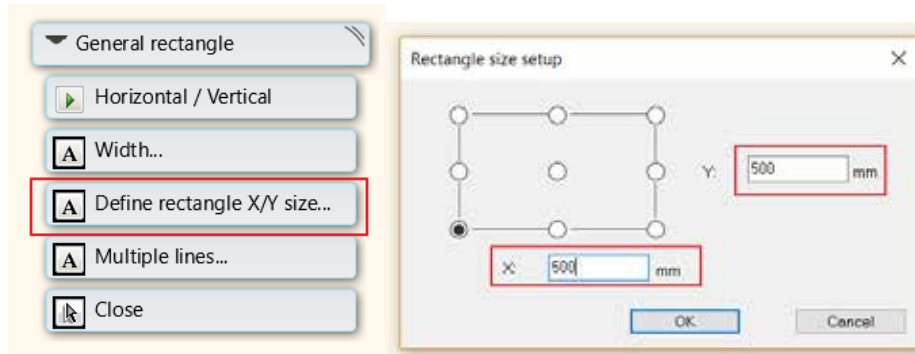 General rectangle
Horizontal / Vertical
A Width...
A Define rectangle X/Y size...
A Multiple lines...
Close
Rectangle size setup
Y: 500 mm
X: 500 mm
OK Cancel